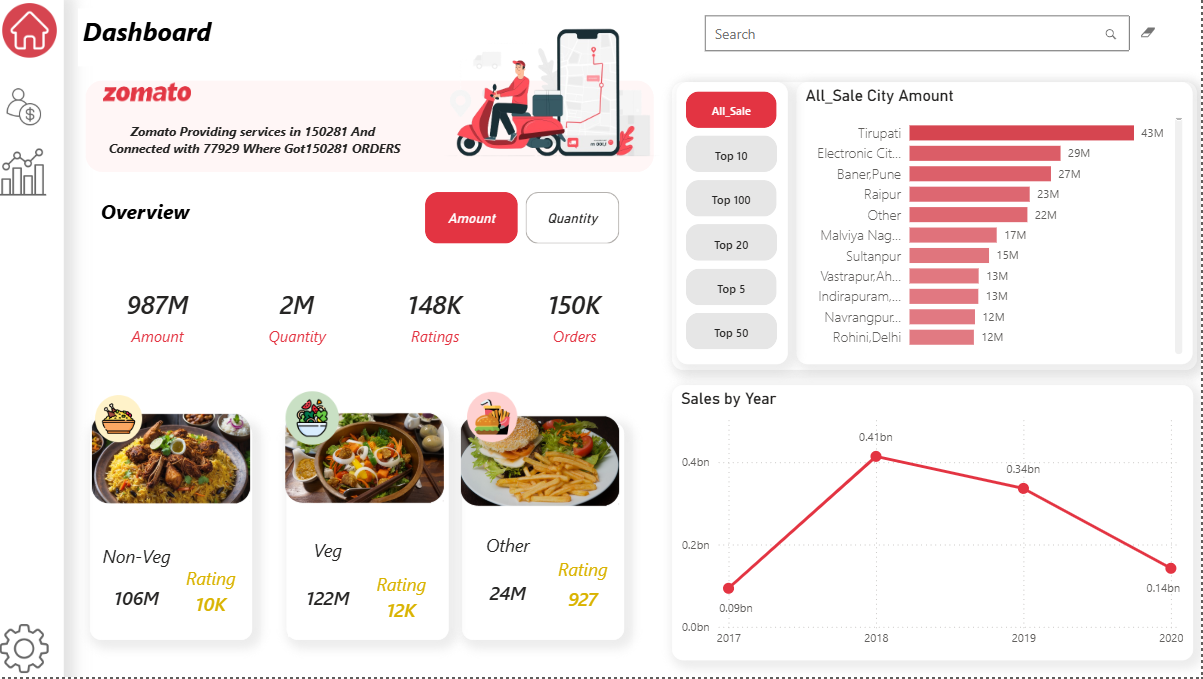 Dashboard
Search
zomato
Zomato Providing services in 150281 And
Connected with 77929 Where Got150281 ORDERS
Overview
Amount
Quantity
987M
Amount
2M
Quantity
148K
Ratings
150K
Orders
Non-Veg
106M
Rating
10K
Veg
122M
Rating
12K
Other
24M
Rating
927
All_Sale
Top 10
Top 100
Top 20
Top 5
Top 50
All_Sale City Amount
Tirupati 43M
Electronic Cit... 29M
Baner,Pune 27M
Raipur 23M
Other 22M
Malviya Nag... 17M
Sultanpur 15M
Vastrapur,Ah... 13M
Indirapuram,... 13M
Navrangpur... 12M
Rohini,Delhi 12M
Sales by Year
0.4bn
0.2bn
0.0bn
0.09bn
0.41bn
0.34bn
0.14bn
2017 2018 2019 2020